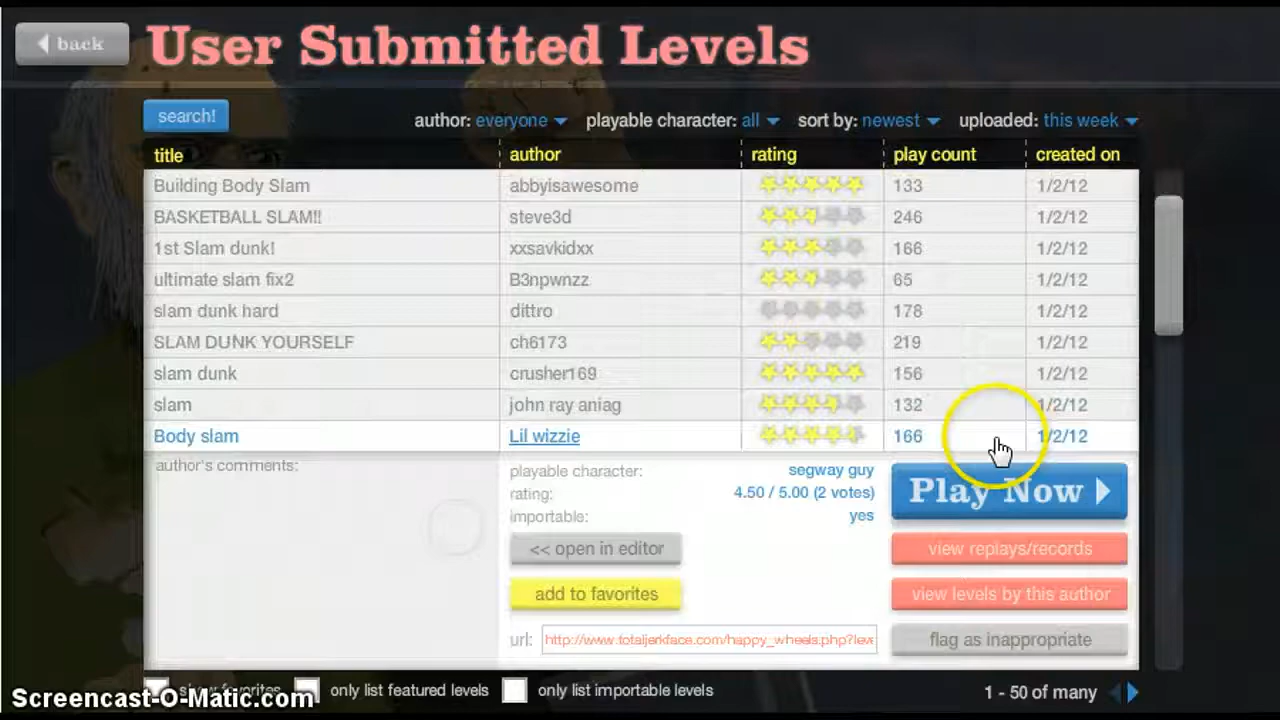 back
User Submitted Levels
search!
author: everyone playable character: all sort by: newest uploaded: this week
title author rating play count created on
Building Body Slam abbyisawesome 133 1/2/12
BASKETBALL SLAM!! steve3d 246 1/2/12
1st Slam dunk! xxsavkidxx 166 1/2/12
ultimate slam fix2 B3npwnzz 65 1/2/12
slam dunk hard dittro 178 1/2/12
SLAM DUNK YOURSELF ch6173 219 1/2/12
slam dunk crusher169 156 1/2/12
slam john ray aniag 132 1/2/12
Body slam Lil wizzie 166 1/2/12
author's comments:
playable character: segway guy
rating: 4.50 / 5.00 (2 votes)
importable: yes
<< open in editor
add to favorites
url: http://www.totaljerkface.com/happy_wheels.php?lev
Play Now
view replays/records
view levels by this author
flag as inappropriate
favorites only list featured levels only list importable levels 1 - 50 of many
Screencast-O-Matic.com